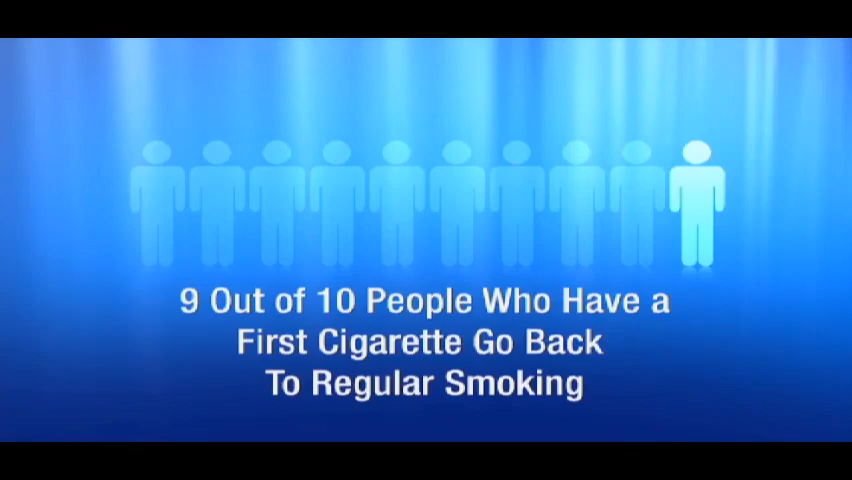 9 Out of 10 People Who Have a
First Cigarette Go Back
To Regular Smoking